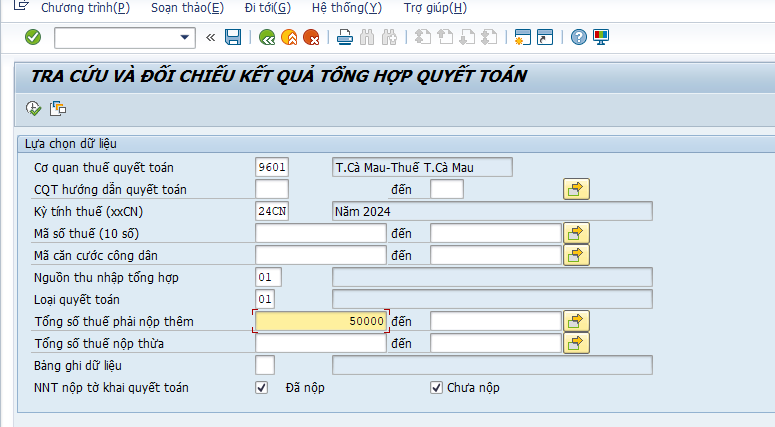 Chương trình(P) Soạn thảo(E) Đi tới(G) Hệ thống(Y) Trợ giúp(H)
TRA CỨU VÀ ĐỐI CHIẾU KẾT QUẢ TỔNG HỢP QUYẾT TOÁN
Lựa chọn dữ liệu
Cơ quan thuế quyết toán 9601 T.Cà Mau-Thuế T.Cà Mau
CQT hướng dẫn quyết toán đến
Kỳ tính thuế (xxCN) 24CN Năm 2024
Mã số thuế (10 số) đến
Mã căn cước công dân đến
Nguồn thu nhập tổng hợp 01
Loại quyết toán 01
Tổng số thuế phải nộp thêm 50000 đến
Tổng số thuế nộp thừa đến
Bảng ghi dữ liệu
NNT nộp tờ khai quyết toán Đã nộp Chưa nộp